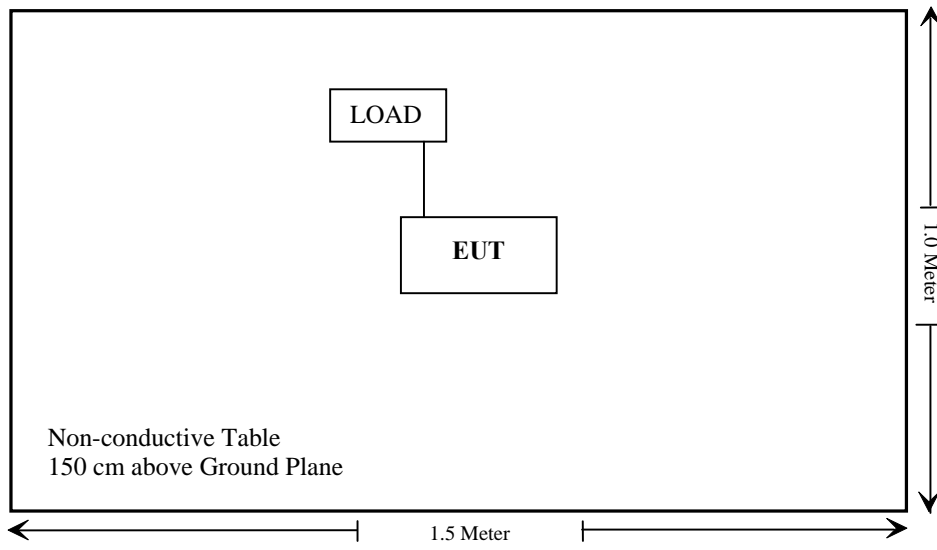 LOAD
EUT
1.0 Meter
Non-conductive Table
150 cm above Ground Plane
1.5 Meter